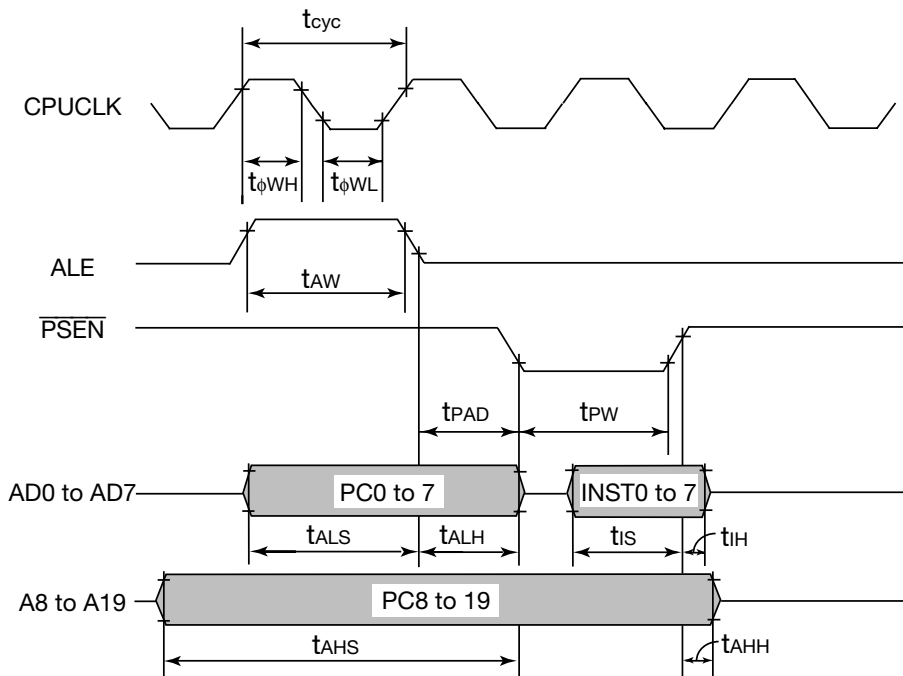 tcyc
CPUCLK
tϕWH tϕWL
ALE
tAW
PSEN
tPAD tPW
AD0 to AD7 PC0 to 7 INST0 to 7
tALS tALH tIS tIH
A8 to A19 PC8 to 19
tAHS tAHH